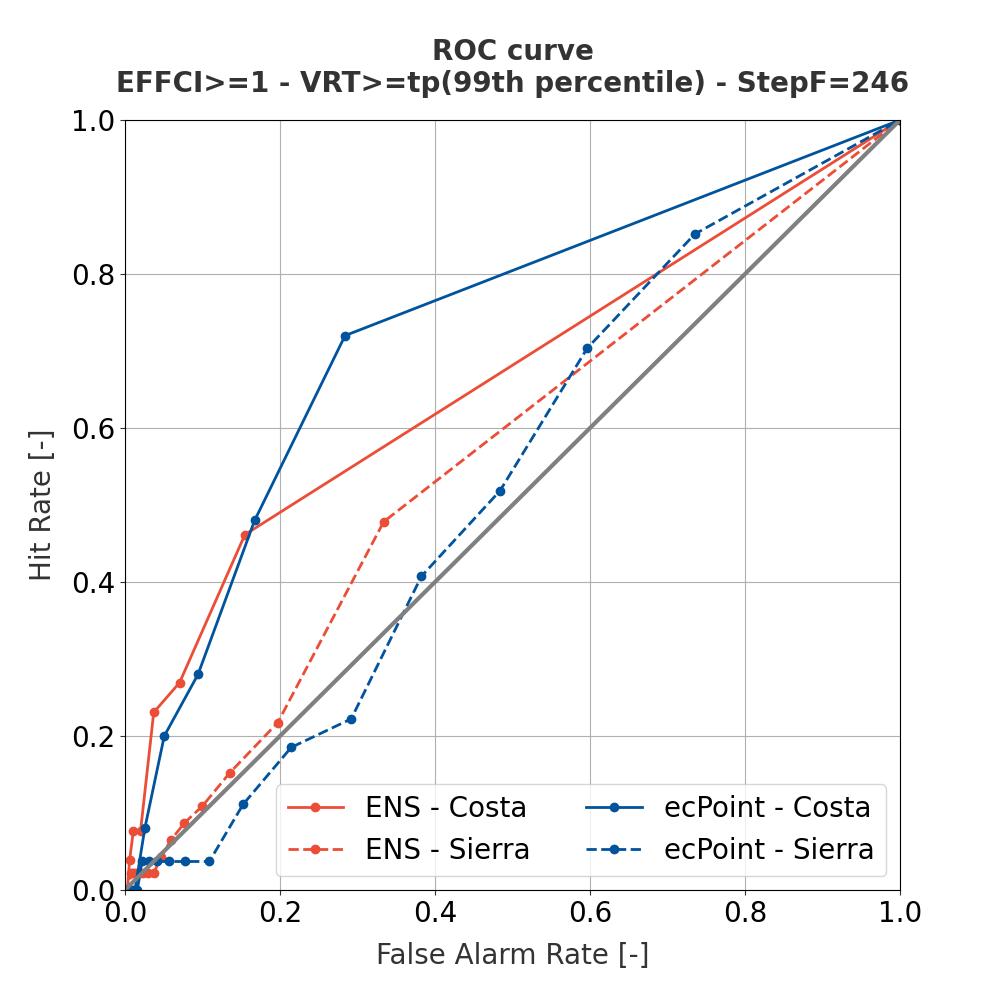 ROC curve
EFFCI>=1 - VRT>=tp(99th percentile) - StepF=246
1.0
0.8
0.6
0.4
0.2
0.0
Hit Rate [-]
ENS - Costa
ENS - Sierra
ecPoint - Costa
ecPoint - Sierra
0.0 0.2 0.4 0.6 0.8 1.0
False Alarm Rate [-]